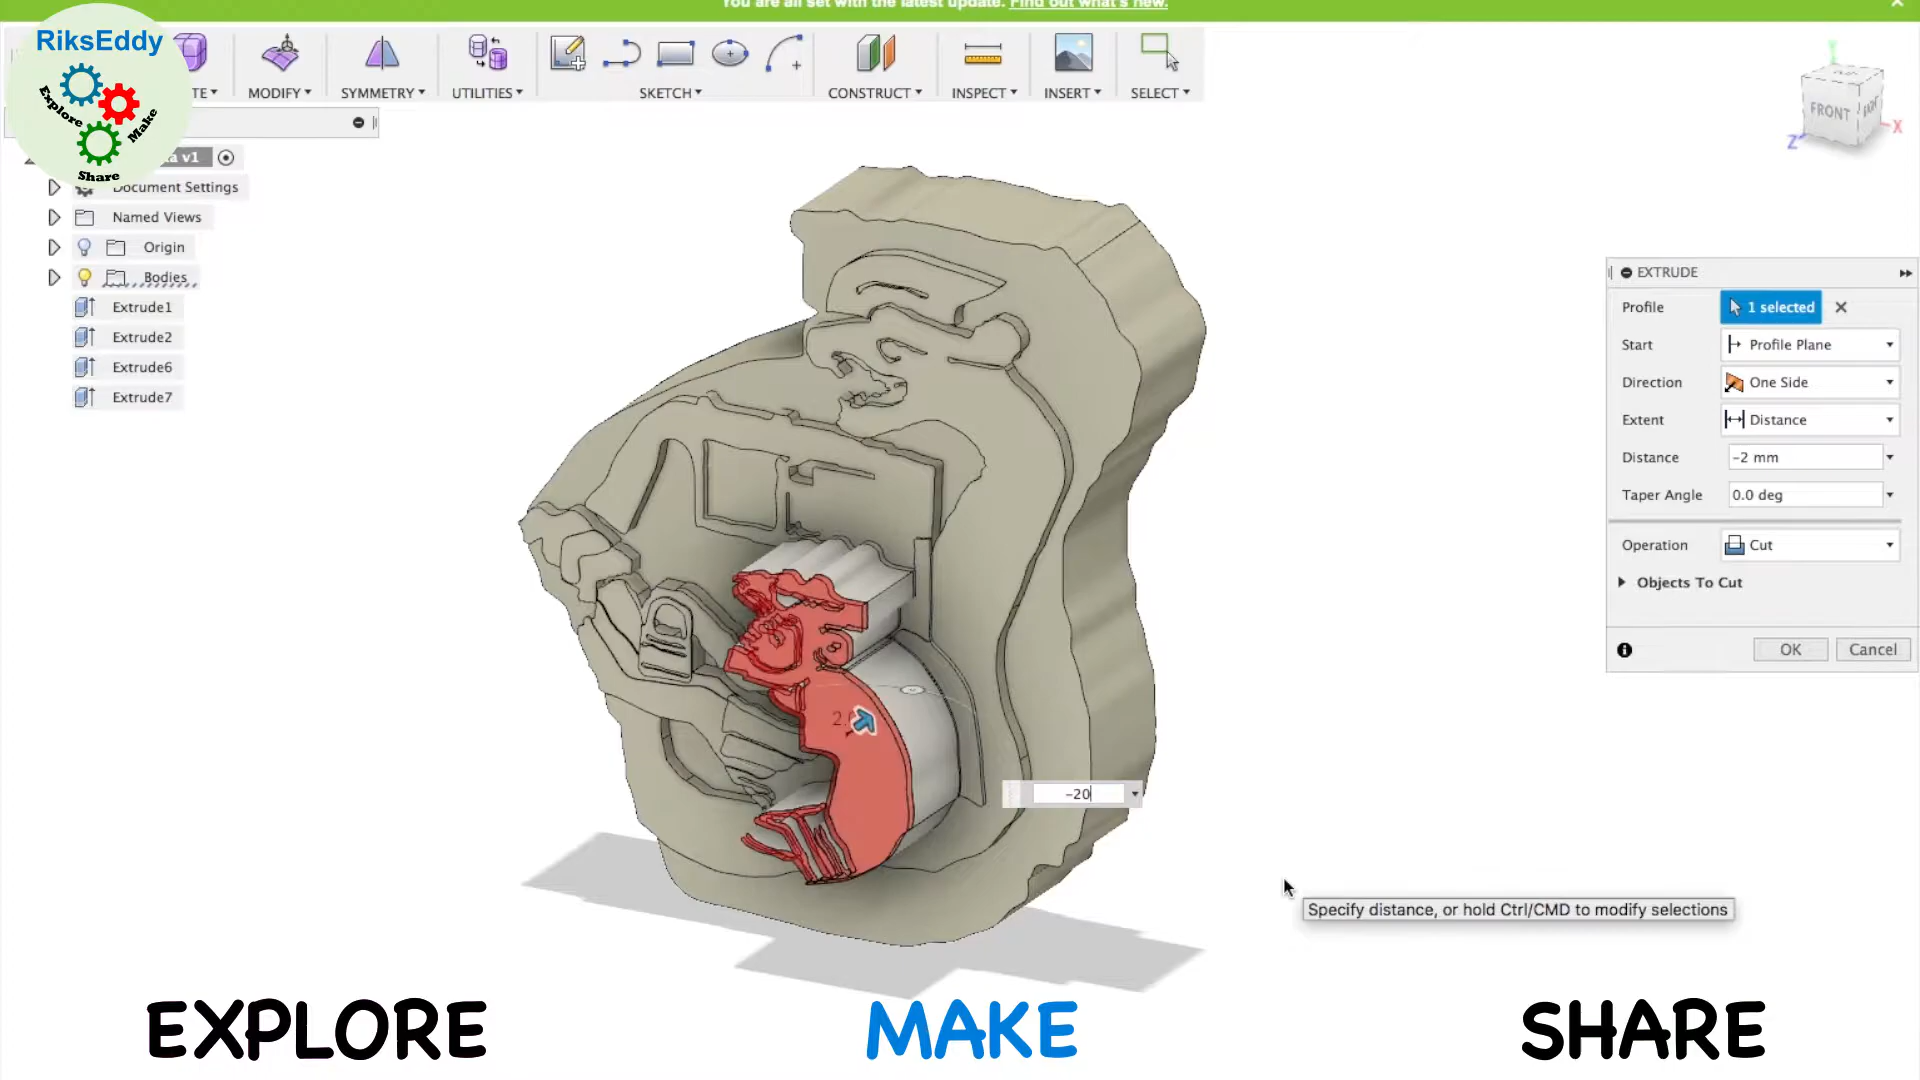 You are all set with the latest update. Find out what's new.
RiksEddy
Explore
Make
Share
MODIFY
SYMMETRY
UTILITIES
SKETCH
CONSTRUCT
INSPECT
INSERT
SELECT
FRONT
X
Z
v1
Document Settings
Named Views
Origin
Bodies
Extrude1
Extrude2
Extrude6
Extrude7
EXTRUDE
Profile 1 selected
Start Profile Plane
Direction One Side
Extent Distance
Distance -2 mm
Taper Angle 0.0 deg
Operation Cut
Objects To Cut
OK Cancel
-20
Specify distance, or hold Ctrl/CMD to modify selections
EXPLORE MAKE SHARE